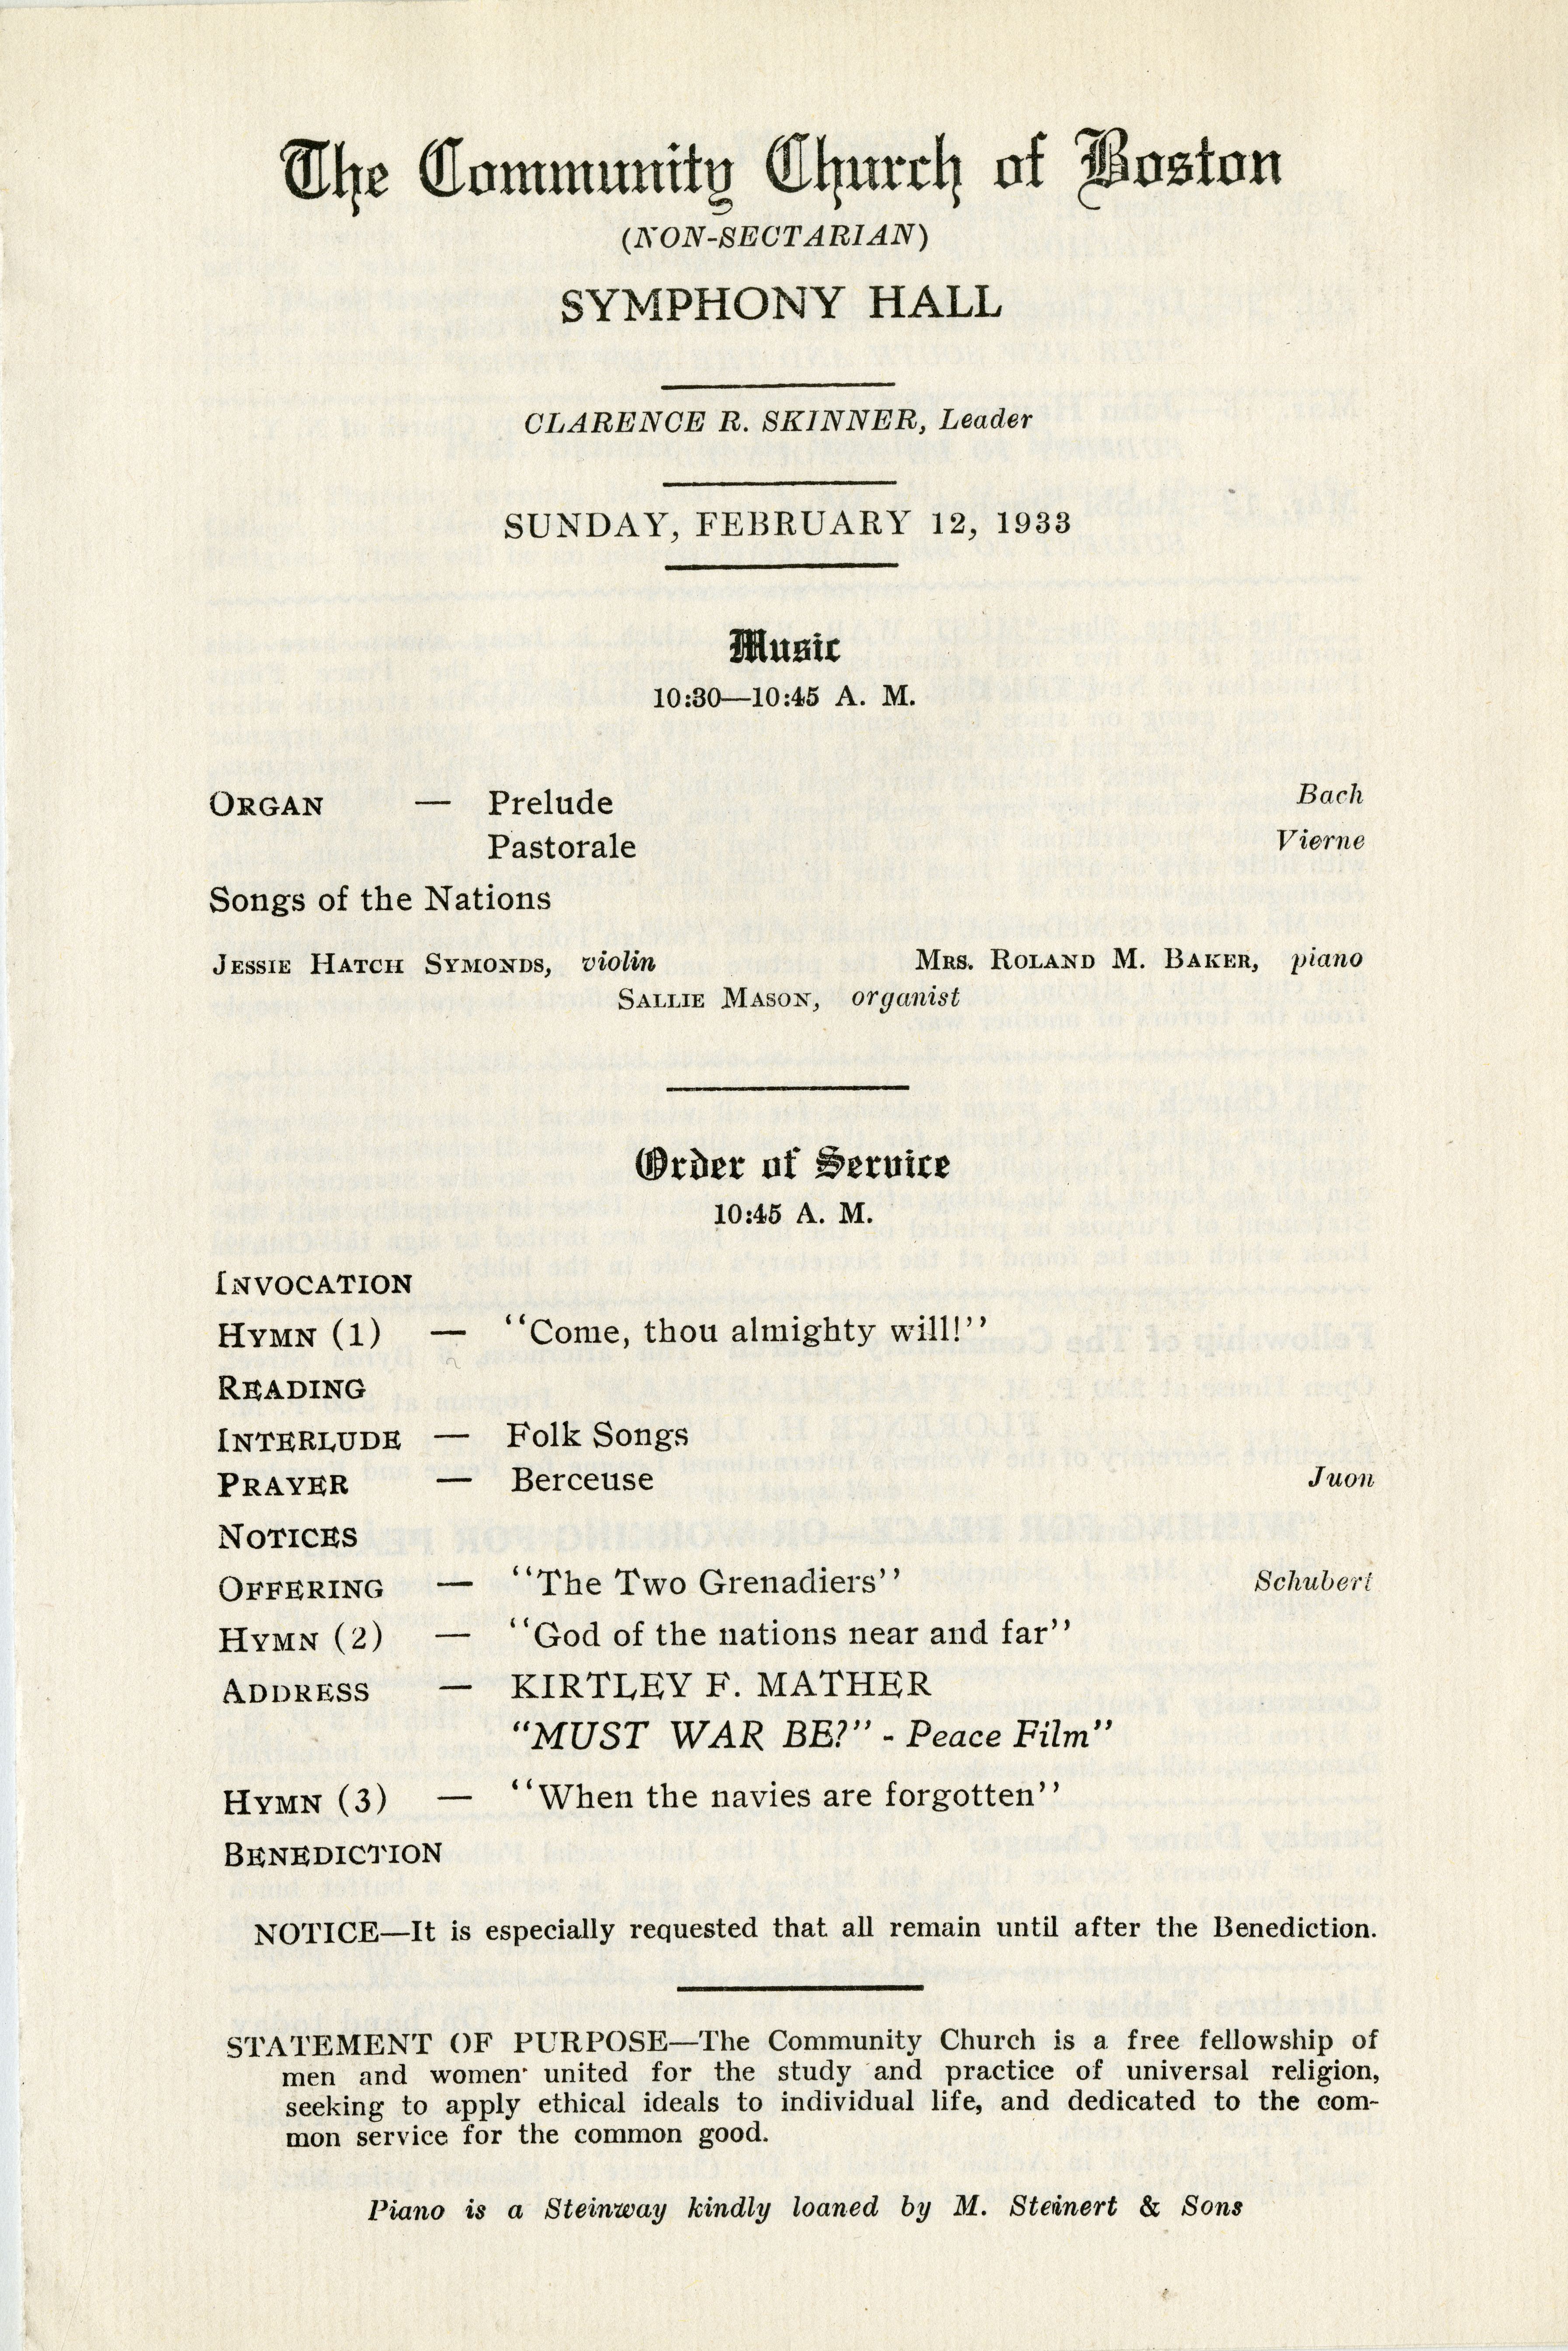 The Community Church of Boston
(NON-SECTARIAN)
SYMPHONY HALL
CLARENCE R. SKINNER, Leader
SUNDAY, FEBRUARY 12, 1933
Music
10:30—10:45 A. M.
ORGAN — Prelude Bach
Pastorale Vierne
Songs of the Nations
JESSIE HATCH SYMONDS, violin MRS. ROLAND M. BAKER, piano
SALLIE MASON, organist
Order of Service
10:45 A. M.
INVOCATION
HYMN (1) — "Come, thou almighty will!"
READING
INTERLUDE — Folk Songs
PRAYER — Berceuse Juon
NOTICES
OFFERING — "The Two Grenadiers" Schubert
HYMN (2) — "God of the nations near and far"
ADDRESS — KIRTLEY F. MATHER
"MUST WAR BE?" - Peace Film"
HYMN (3) — "When the navies are forgotten"
BENEDICTION
NOTICE—It is especially requested that all remain until after the Benediction.
STATEMENT OF PURPOSE—The Community Church is a free fellowship of
men and women united for the study and practice of universal religion,
seeking to apply ethical ideals to individual life, and dedicated to the com-
mon service for the common good.
Piano is a Steinway kindly loaned by M. Steinert & Sons